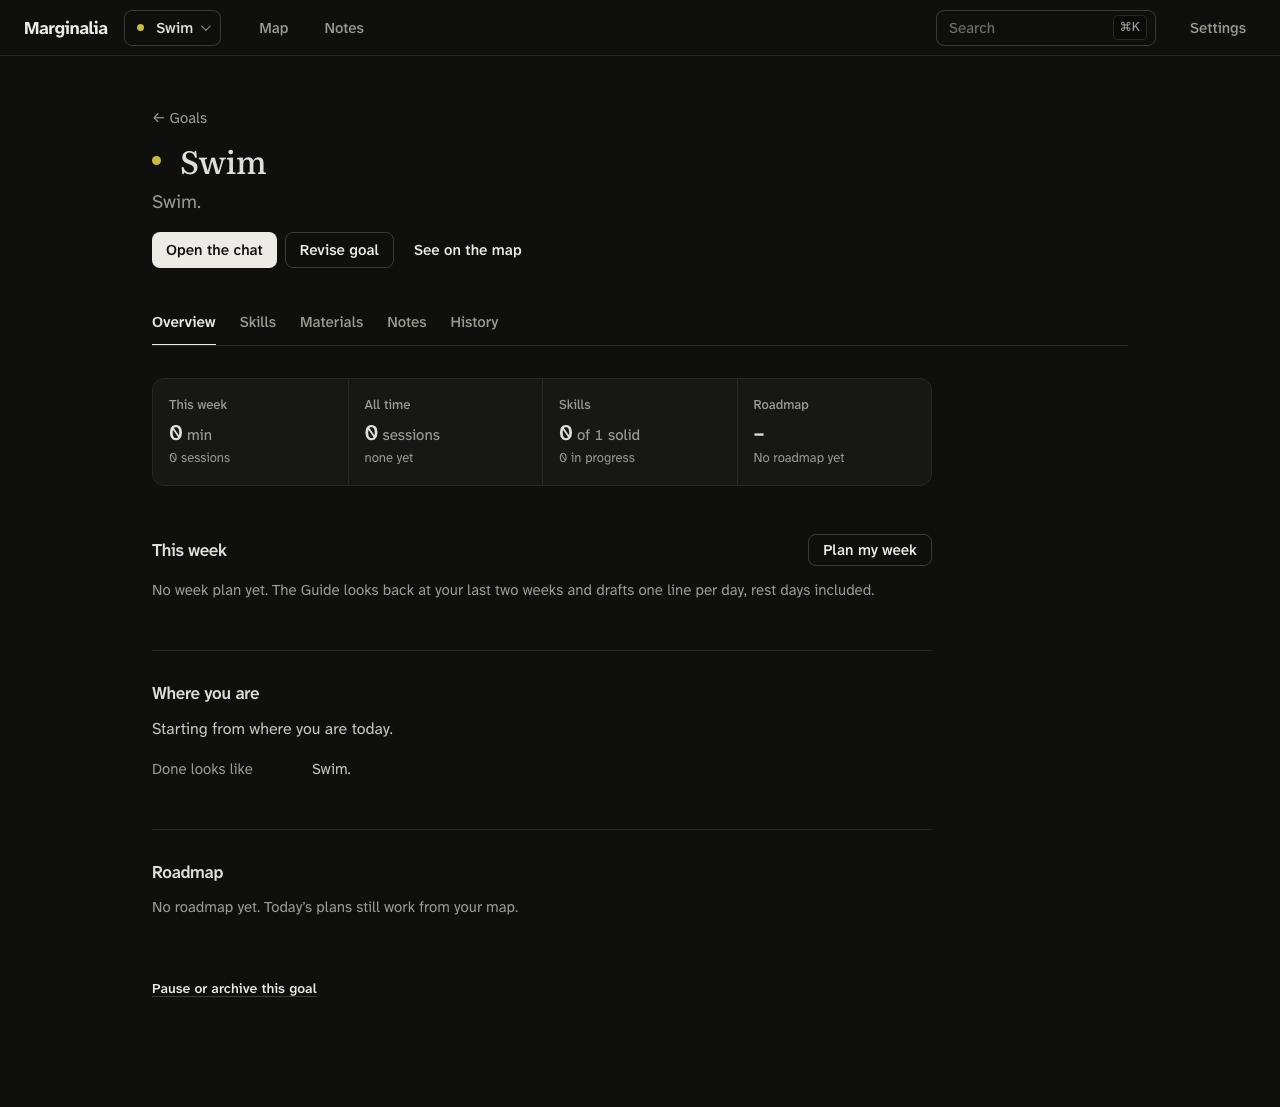 Marginalia Swim Map Notes Search ⌘K Settings
← Goals
Swim
Swim.
Open the chat Revise goal See on the map
Overview Skills Materials Notes History
This week All time Skills Roadmap
0 min 0 sessions 0 of 1 solid –
0 sessions none yet 0 in progress No roadmap yet
This week Plan my week
No week plan yet. The Guide looks back at your last two weeks and drafts one line per day, rest days included.
Where you are
Starting from where you are today.
Done looks like Swim.
Roadmap
No roadmap yet. Today’s plans still work from your map.
Pause or archive this goal